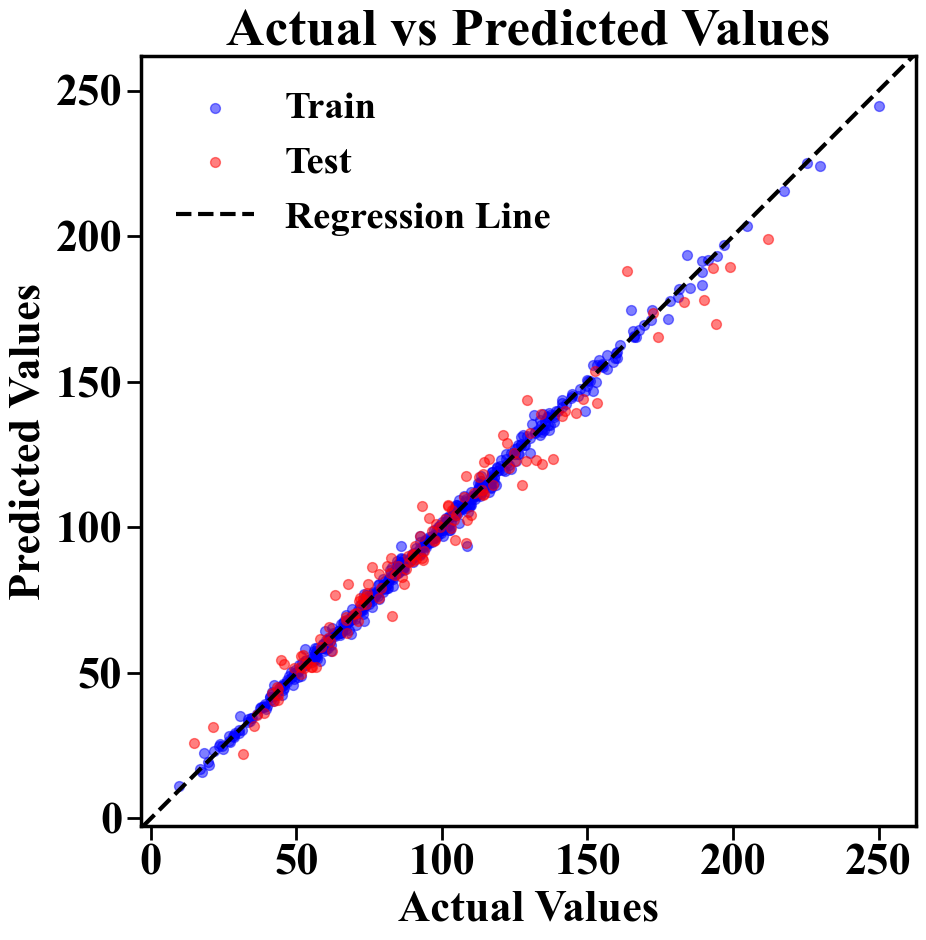 Actual vs Predicted Values
Train
Test
Regression Line
250
200
150
100
50
0
Predicted Values
0 50 100 150 200 250
Actual Values